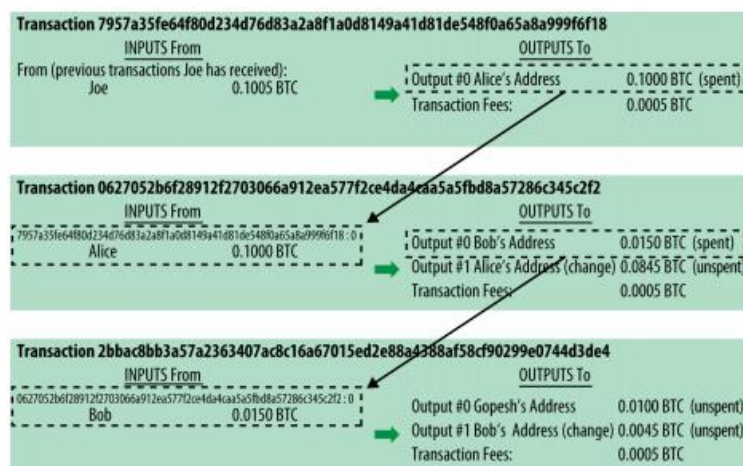 Transaction 7957a35fe64f80d234d76d83a2a8f1a0d8149a41d81de548f0a65a8a999f6f18
INPUTS From
OUTPUTS To
From (previous transactions Joe has received):
Joe 0.1005 BTC
Output #0 Alice's Address 0.1000 BTC (spent)
Transaction Fees: 0.0005 BTC
Transaction 0627052b6f28912f2703066a912ea577f2ce4da4caa5a5fbd8a57286c345c2f2
INPUTS From
OUTPUTS To
7957a35fe64f80d234d76d83a2a8f1a0d8149a41d81de548f0a65a8a999f6f18 : 0
Alice 0.1000 BTC
Output #0 Bob's Address 0.0150 BTC (spent)
Output #1 Alice's Address (change) 0.0845 BTC (unspent)
Transaction Fees: 0.0005 BTC
Transaction 2bbac8bb3a57a2363407ac8c16a67015ed2e88a4388af58cf90299e0744d3de4
INPUTS From
OUTPUTS To
0627052b6f28912f2703066a912ea577f2ce4da4caa5a5fbd8a57286c345c2f2 : 0
Bob 0.0150 BTC
Output #0 Gopesh's Address 0.0100 BTC (unspent)
Output #1 Bob's Address (change) 0.0045 BTC (unspent)
Transaction Fees: 0.0005 BTC